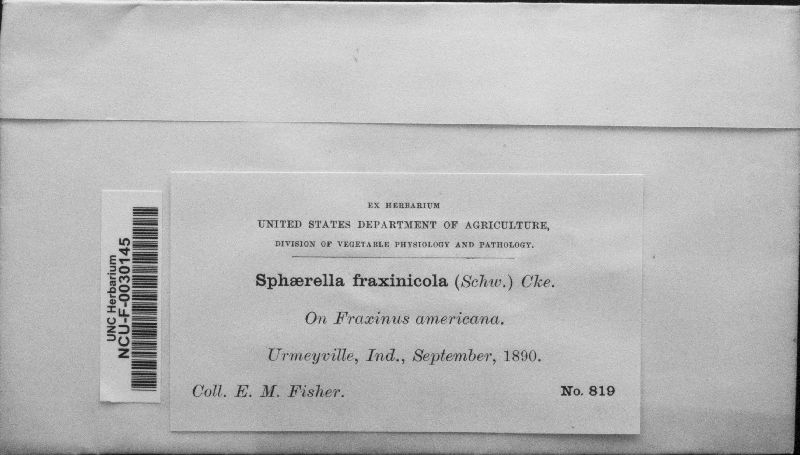 EX HERBARIUM
UNITED STATES DEPARTMENT OF AGRICULTURE,
DIVISION OF VEGETABLE PHYSIOLOGY AND PATHOLOGY.
Sphærella fraxinicola (Schw.) Cke.
On Fraxinus americana.
Urmeyville, Ind., September, 1890.
Coll. E. M. Fisher. No. 819
UNC Herbarium
NCU-F-0030145